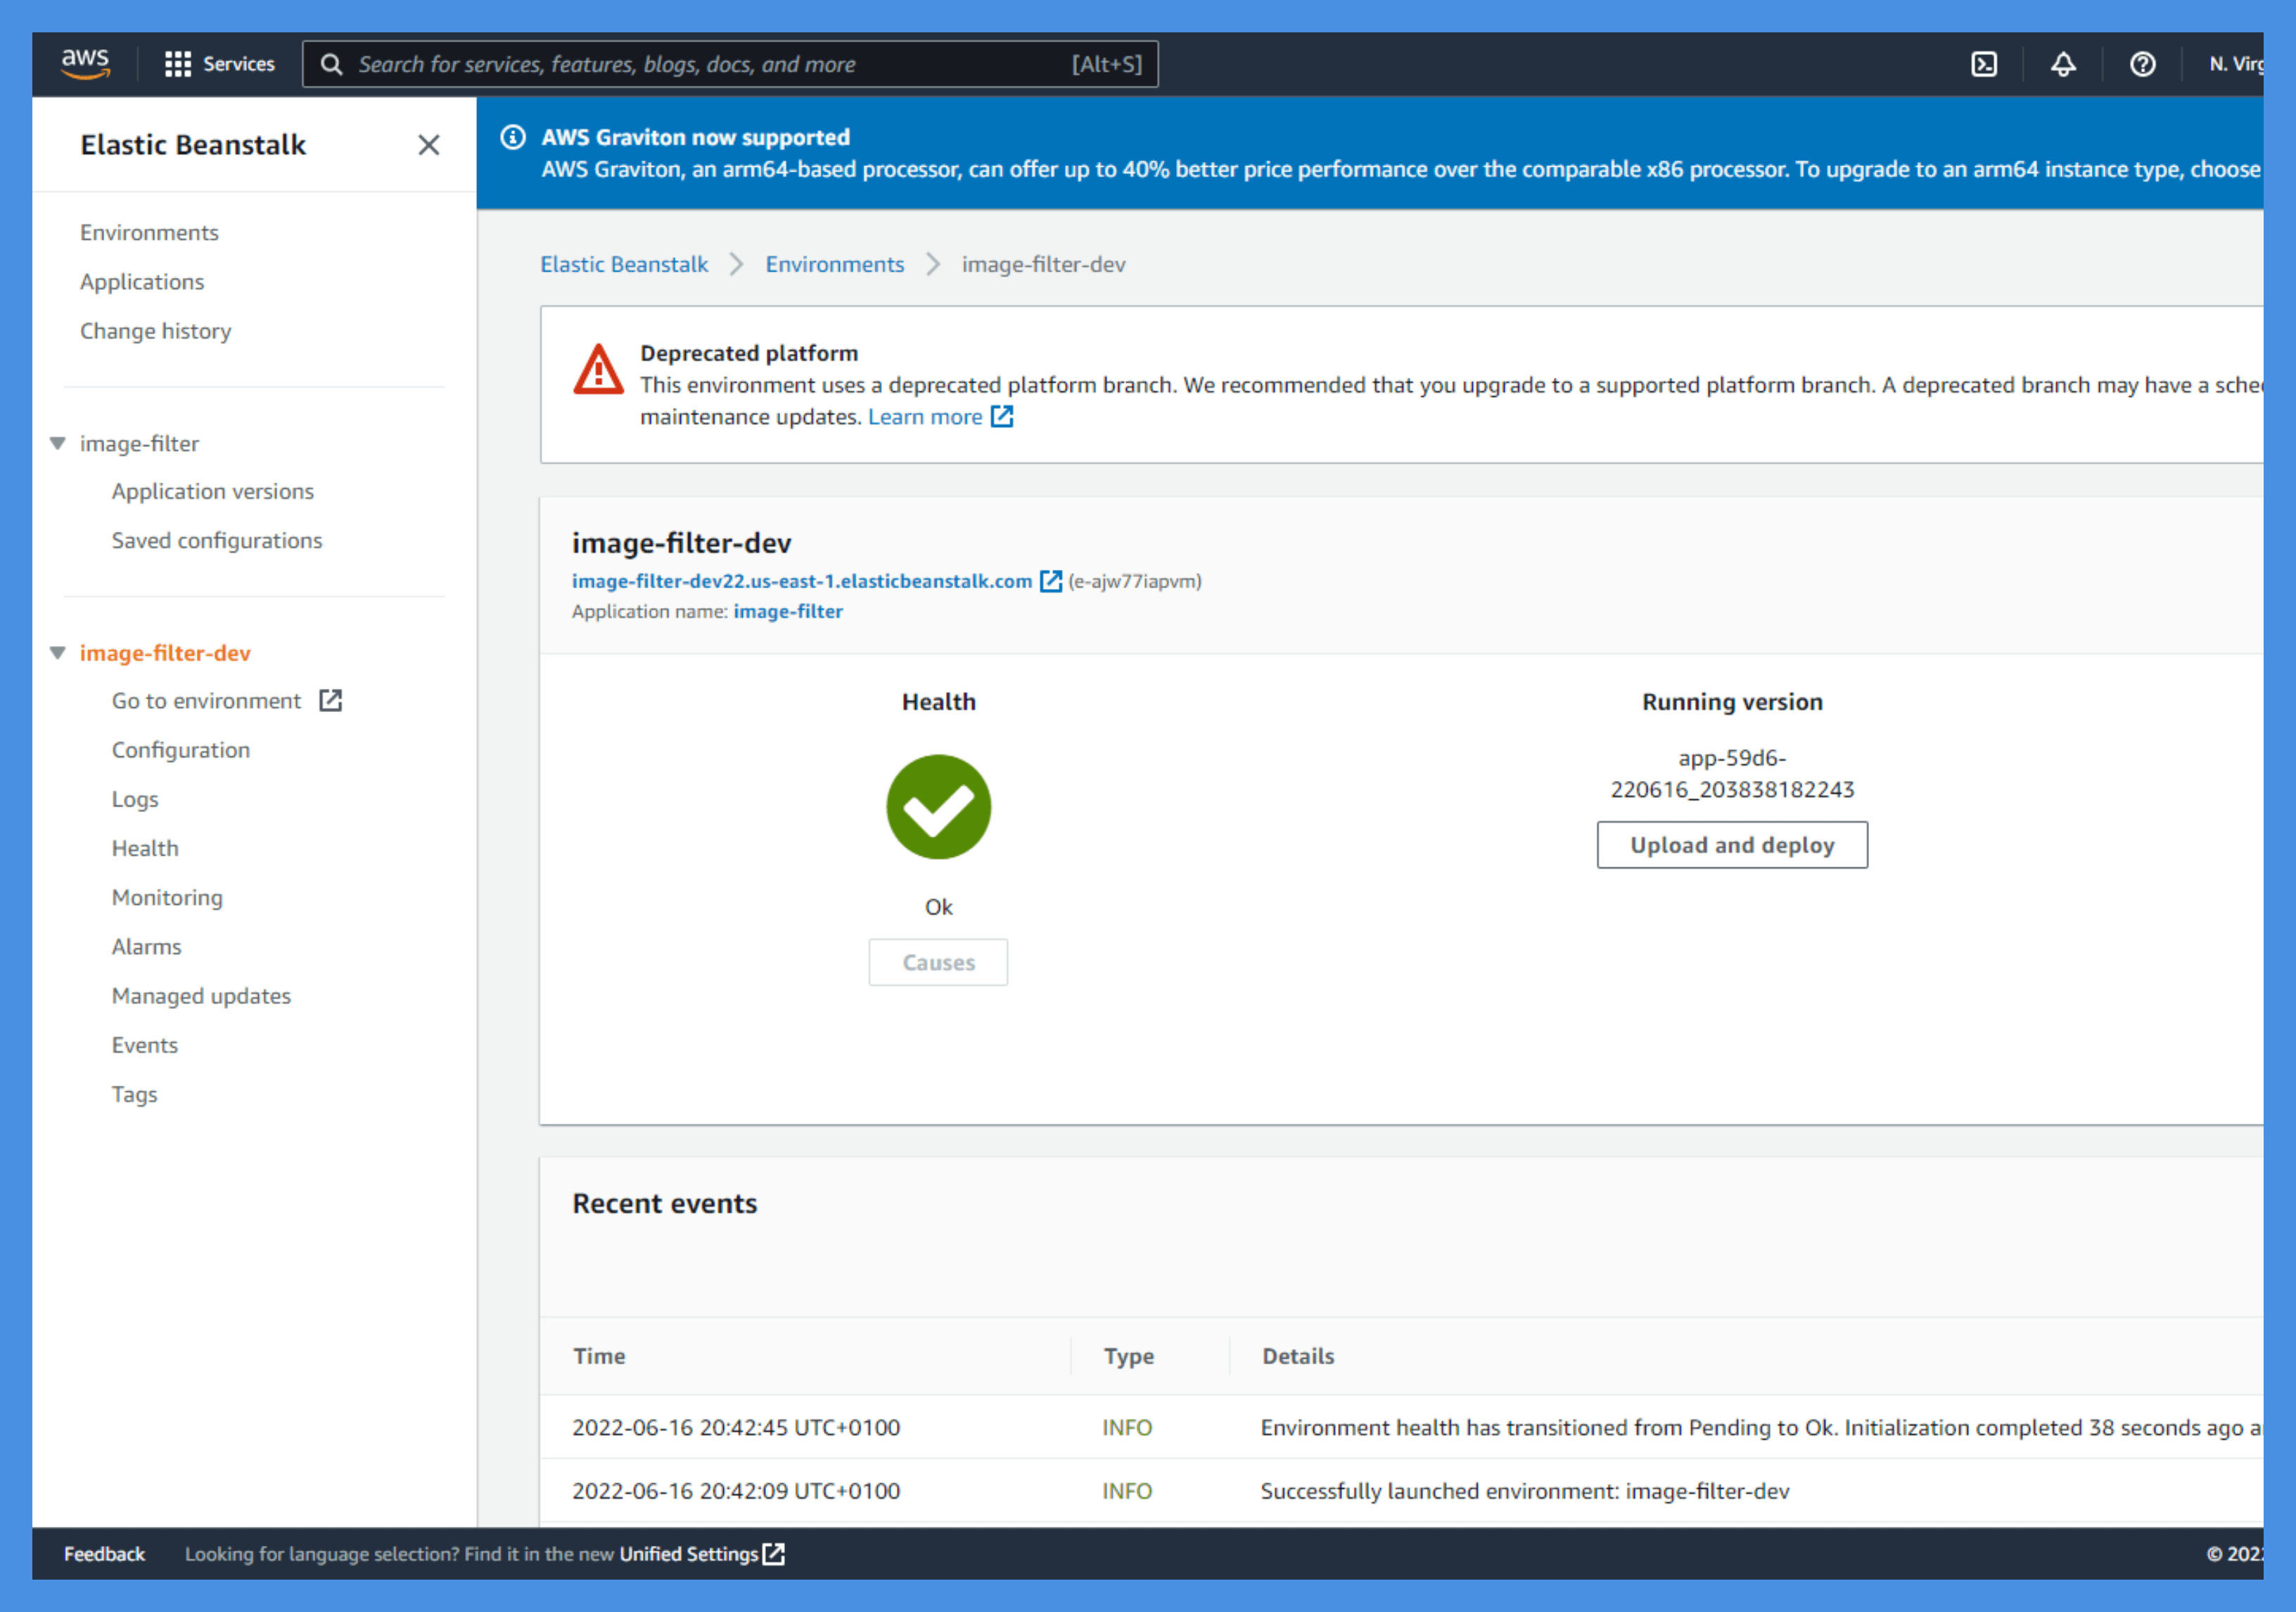 aws Services Search for services, features, blogs, docs, and more [Alt+S] N. Virg
Elastic Beanstalk
Environments
Applications
Change history
image-filter
Application versions
Saved configurations
image-filter-dev
Go to environment
Configuration
Logs
Health
Monitoring
Alarms
Managed updates
Events
Tags
AWS Graviton now supported
AWS Graviton, an arm64-based processor, can offer up to 40% better price performance over the comparable x86 processor. To upgrade to an arm64 instance type, choose
Elastic Beanstalk Environments image-filter-dev
Deprecated platform
This environment uses a deprecated platform branch. We recommended that you upgrade to a supported platform branch. A deprecated branch may have a sche
maintenance updates. Learn more
image-filter-dev
image-filter-dev22.us-east-1.elasticbeanstalk.com (e-ajw77iapvm)
Application name: image-filter
Health
Ok
Causes
Running version
app-59d6-
220616_203838182243
Upload and deploy
Recent events
Time Type Details
2022-06-16 20:42:45 UTC+0100 INFO Environment health has transitioned from Pending to Ok. Initialization completed 38 seconds ago a
2022-06-16 20:42:09 UTC+0100 INFO Successfully launched environment: image-filter-dev
Feedback Looking for language selection? Find it in the new Unified Settings © 2022